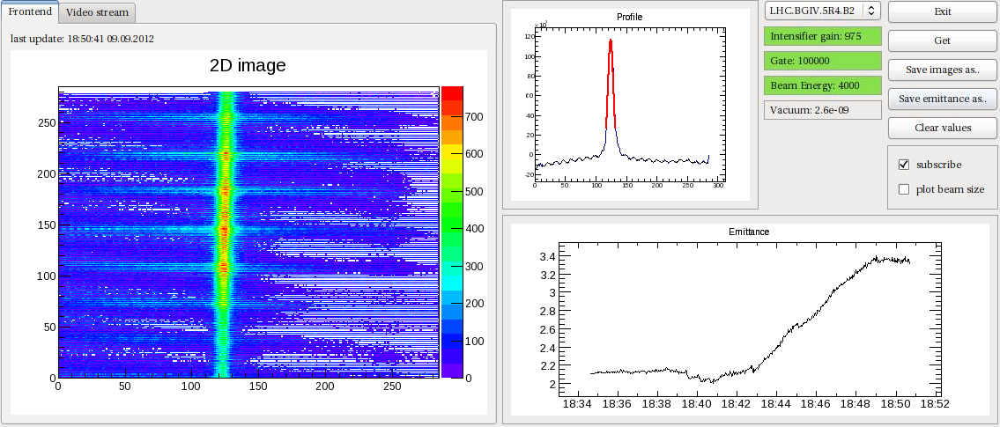 Frontend Video stream
last update: 18:50:41 09.09.2012
2D image
250
200
150
100
50
0
0 50 100 150 200 250
700
600
500
400
300
200
100
0
Profile
×10³
120
100
80
60
40
20
0
-20
0 50 100 150 200 250 300
LHC.BGIV.5R4.B2
Intensifier gain: 975
Gate: 100000
Beam Energy: 4000
Vacuum: 2.6e-09
Exit
Get
Save images as..
Save emittance as..
Clear values
subscribe
plot beam size
Emittance
3.4
3.2
3
2.8
2.6
2.4
2.2
2
18:34 18:36 18:38 18:40 18:42 18:44 18:46 18:48 18:50 18:52